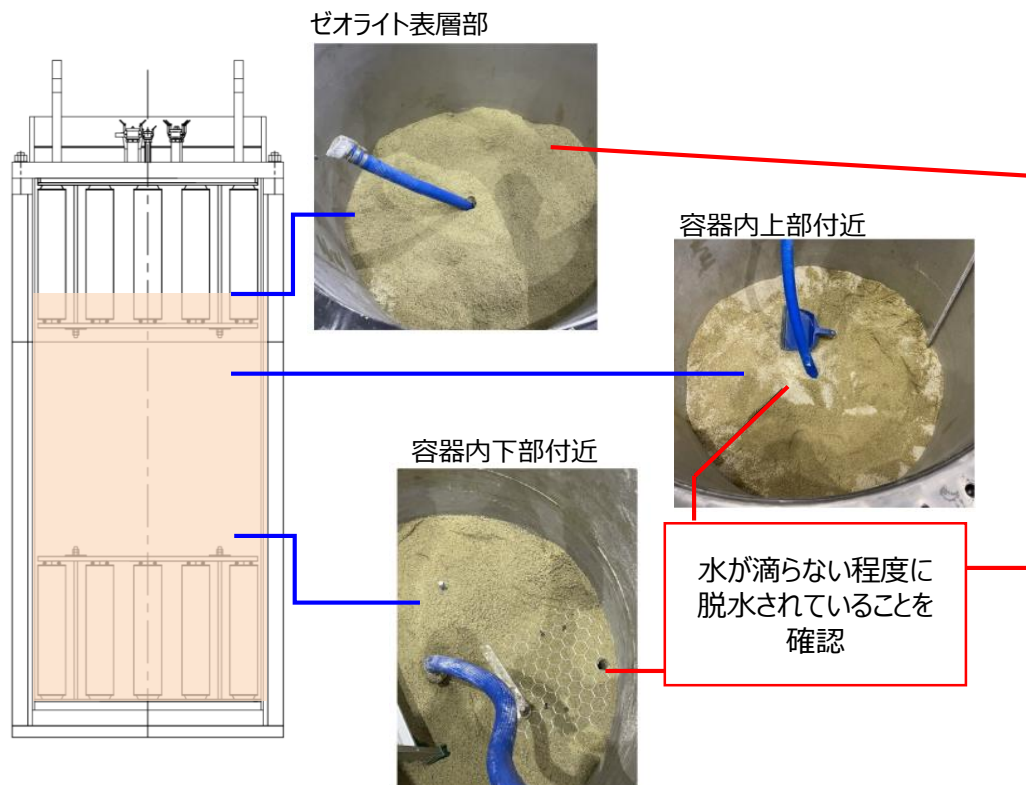 ゼオライト表層部
容器内上部付近
容器内下部付近
水が滴らない程度に
脱水されていることを
確認